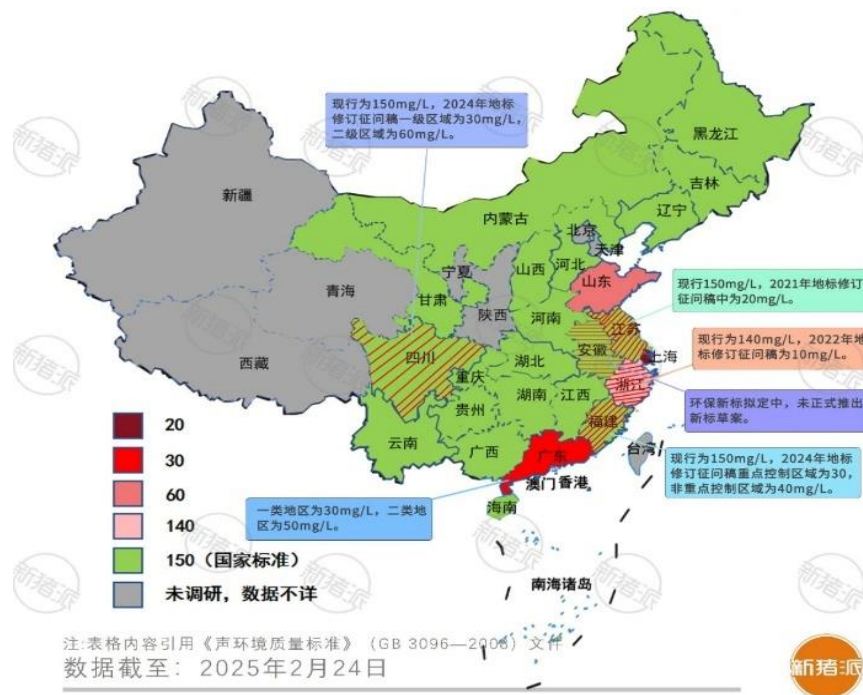 现行为150mg/L，2024年地标
修订征问稿一级区域为30mg/L，
二级区域为60mg/L。
黑龙江
吉林
辽宁
新疆
内蒙古
北京
天津
宁夏
山西
河北
山东
青海
甘肃
陕西
河南
现行150mg/L，2021年地标修订
征问稿中为20mg/L。
江苏
安徽
上海
西藏
四川
湖北
重庆
现行为140mg/L，2022年地
标修订征问稿为10mg/L。
浙江
湖南
江西
贵州
福建
环保新标拟定中，未正式推出
新标草案。
云南
广西
广东
台湾
现行为150mg/L，2024年地标
修订征问稿重点控制区域为30，
非重点控制区域为40mg/L。
澳门
香港
海南
一类地区为30mg/L，二类地
区为50mg/L。
20
30
60
140
150（国家标准）
未调研，数据不详
南海诸岛
注:表格内容引用《声环境质量标准》（GB 3096—2008）文件
数据截至：2025年2月24日
新猪派